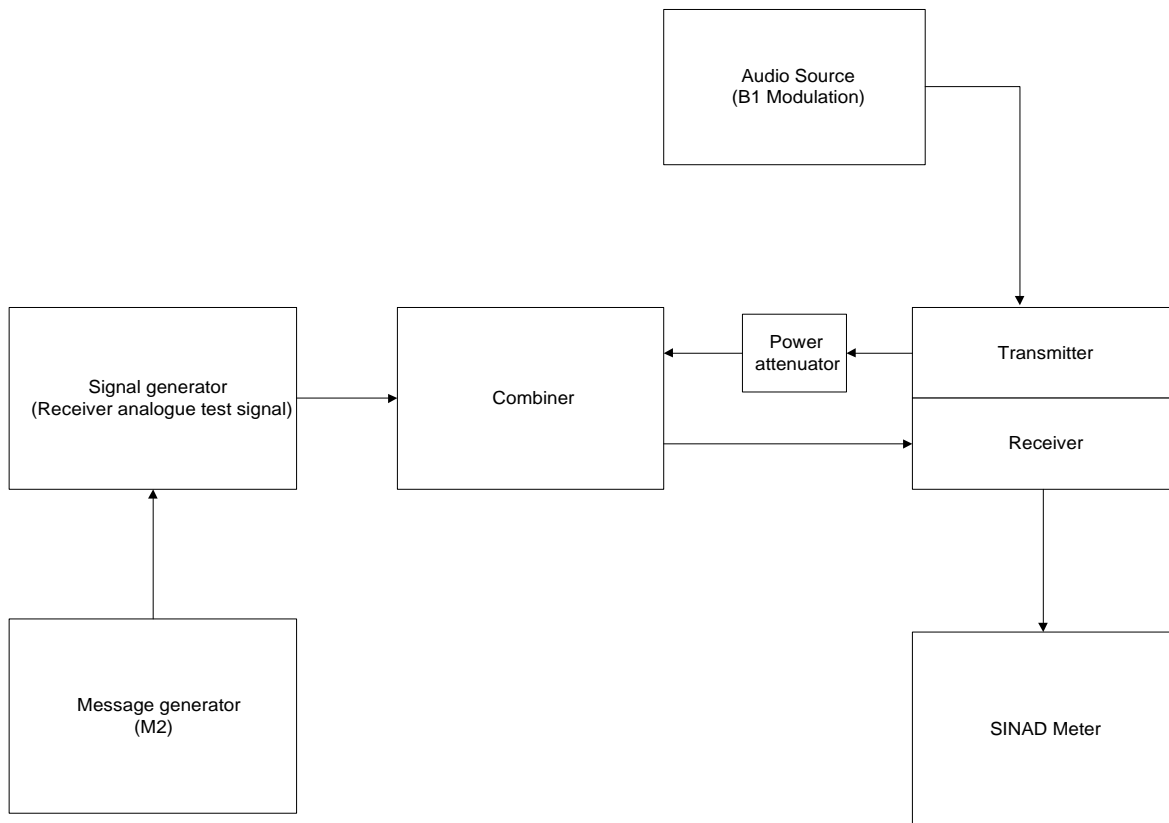 Audio Source
(B1 Modulation)
Power
attenuator
Transmitter
Signal generator
(Receiver analogue test signal)
Combiner
Receiver
Message generator
(M2)
SINAD Meter